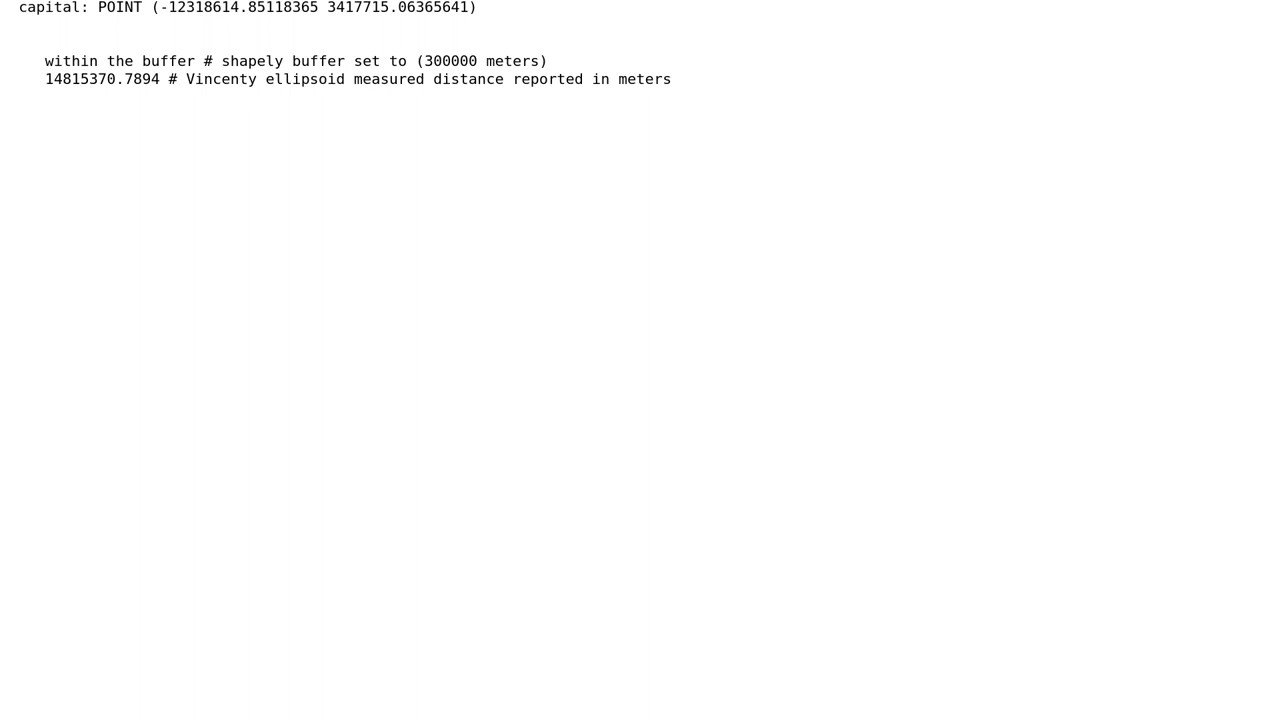 capital: POINT (-12318614.85118365 3417715.06365641)
within the buffer # shapely buffer set to (300000 meters)
14815370.7894 # Vincenty ellipsoid measured distance reported in meters